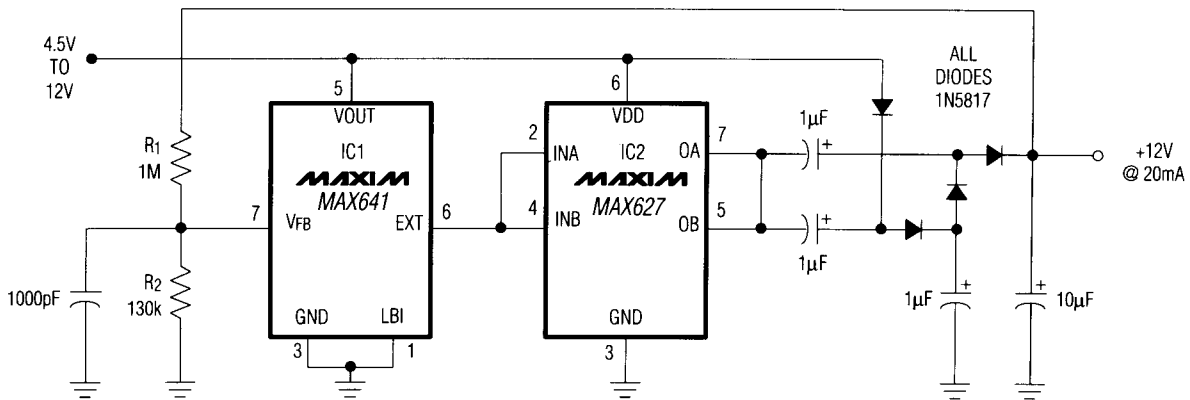 4.5V
TO
12V
5
VOUT
IC1
MAXIM
MAX641
7
VFB
EXT
6
GND
LBI
3
1
R1
1M
R2
130k
1000pF
6
VDD
2
INA
IC2
OA
7
MAXIM
MAX627
4
INB
OB
5
GND
3
1µF
+
+
1µF
ALL
DIODES
1N5817
+12V
@ 20mA
1µF
+
+
10µF